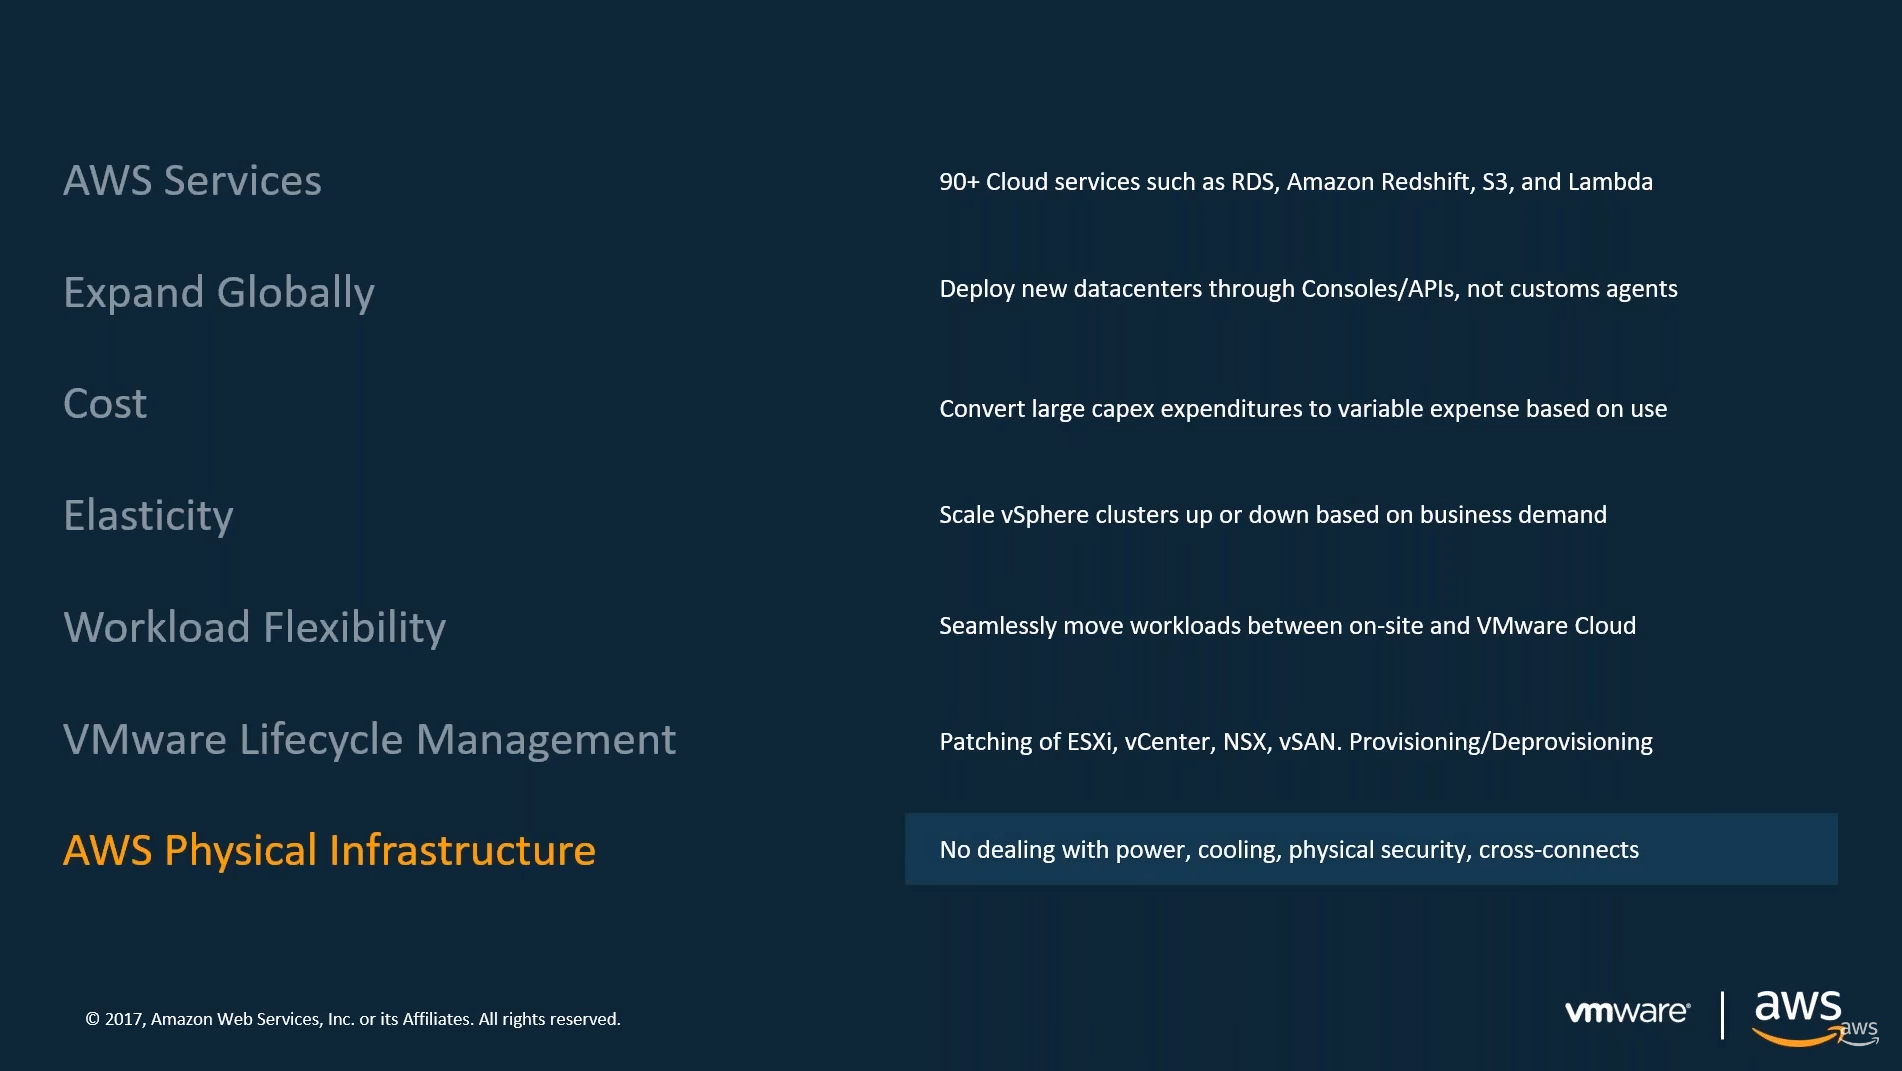 AWS Services
90+ Cloud services such as RDS, Amazon Redshift, S3, and Lambda
Expand Globally
Deploy new datacenters through Consoles/APIs, not customs agents
Cost
Convert large capex expenditures to variable expense based on use
Elasticity
Scale vSphere clusters up or down based on business demand
Workload Flexibility
Seamlessly move workloads between on-site and VMware Cloud
VMware Lifecycle Management
Patching of ESXi, vCenter, NSX, vSAN. Provisioning/Deprovisioning
AWS Physical Infrastructure
No dealing with power, cooling, physical security, cross-connects
© 2017, Amazon Web Services, Inc. or its Affiliates. All rights reserved.
vmware®
aws
aws